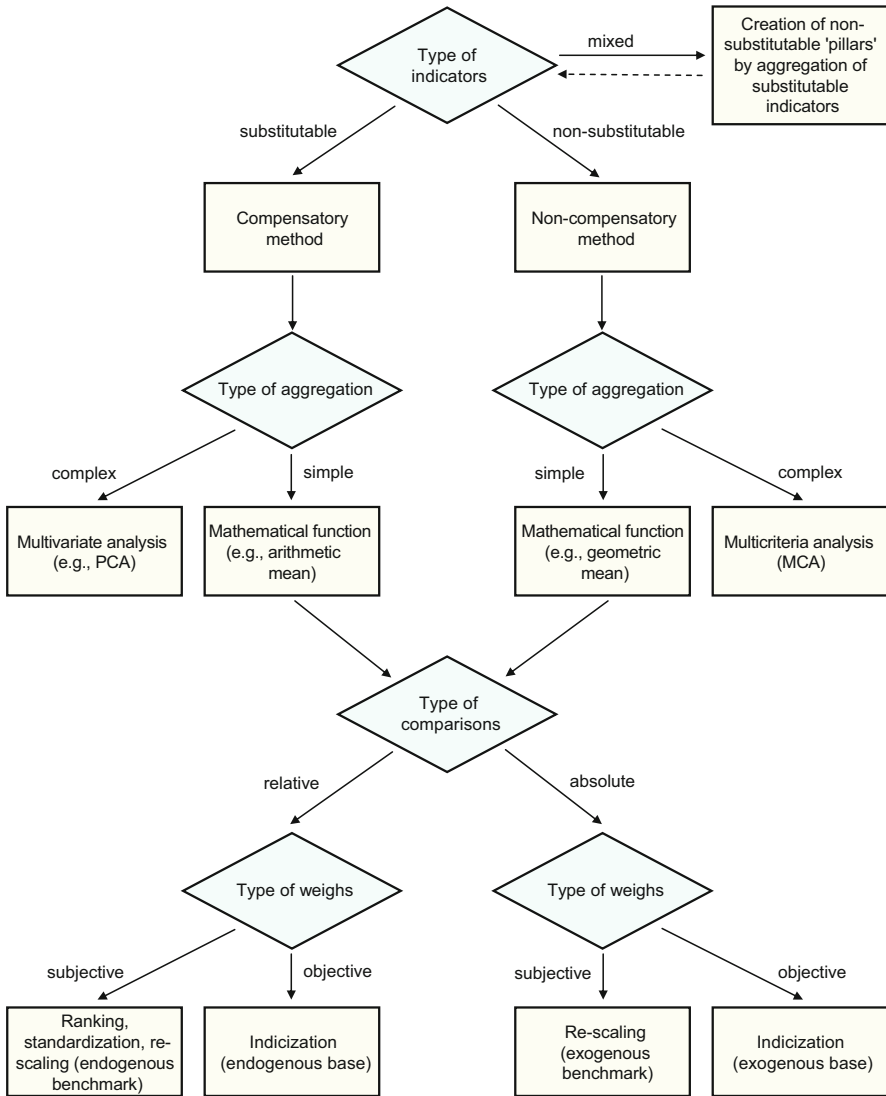 Type of
indicators
mixed
Creation of non-
substitutable 'pillars'
by aggregation of
substitutable
indicators
substitutable
non-substitutable
Compensatory
method
Non-compensatory
method
Type of aggregation
Type of aggregation
complex
simple
simple
complex
Multivariate analysis
(e.g., PCA)
Mathematical function
(e.g., arithmetic
mean)
Mathematical function
(e.g., geometric
mean)
Multicriteria analysis
(MCA)
Type of
comparisons
relative
absolute
Type of weighs
Type of weighs
subjective
objective
subjective
objective
Ranking,
standardization, re-
scaling (endogenous
benchmark)
Indicization
(endogenous base)
Re-scaling
(exogenous
benchmark)
Indicization
(exogenous base)